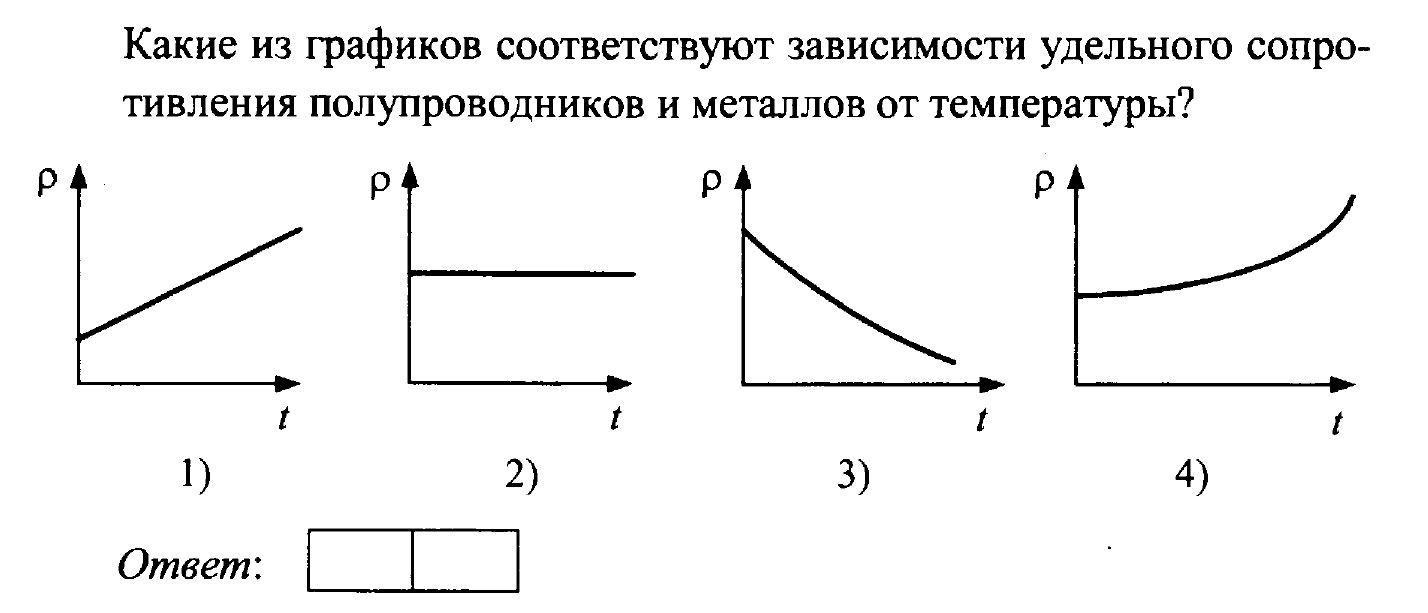 Какие из графиков соответствуют зависимости удельного сопро-
тивления полупроводников и металлов от температуры?
ρ ρ ρ ρ
t t t t
1) 2) 3) 4)
Ответ: